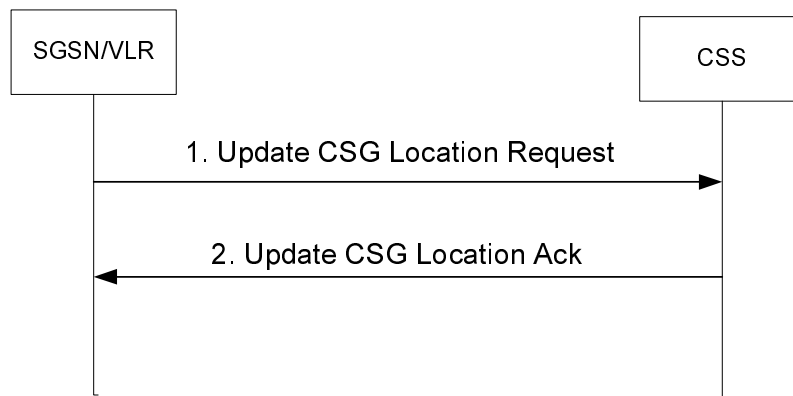 SGSN/VLR
CSS
1. Update CSG Location Request
2. Update CSG Location Ack